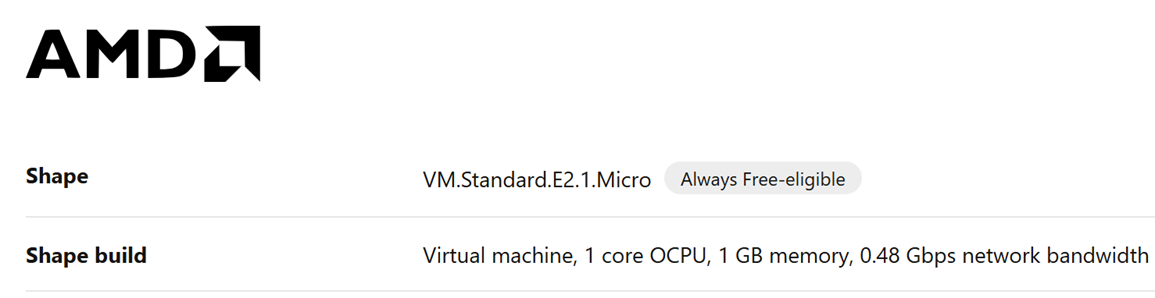 AMD
Shape
VM.Standard.E2.1.Micro Always Free-eligible
Shape build
Virtual machine, 1 core OCPU, 1 GB memory, 0.48 Gbps network bandwidth